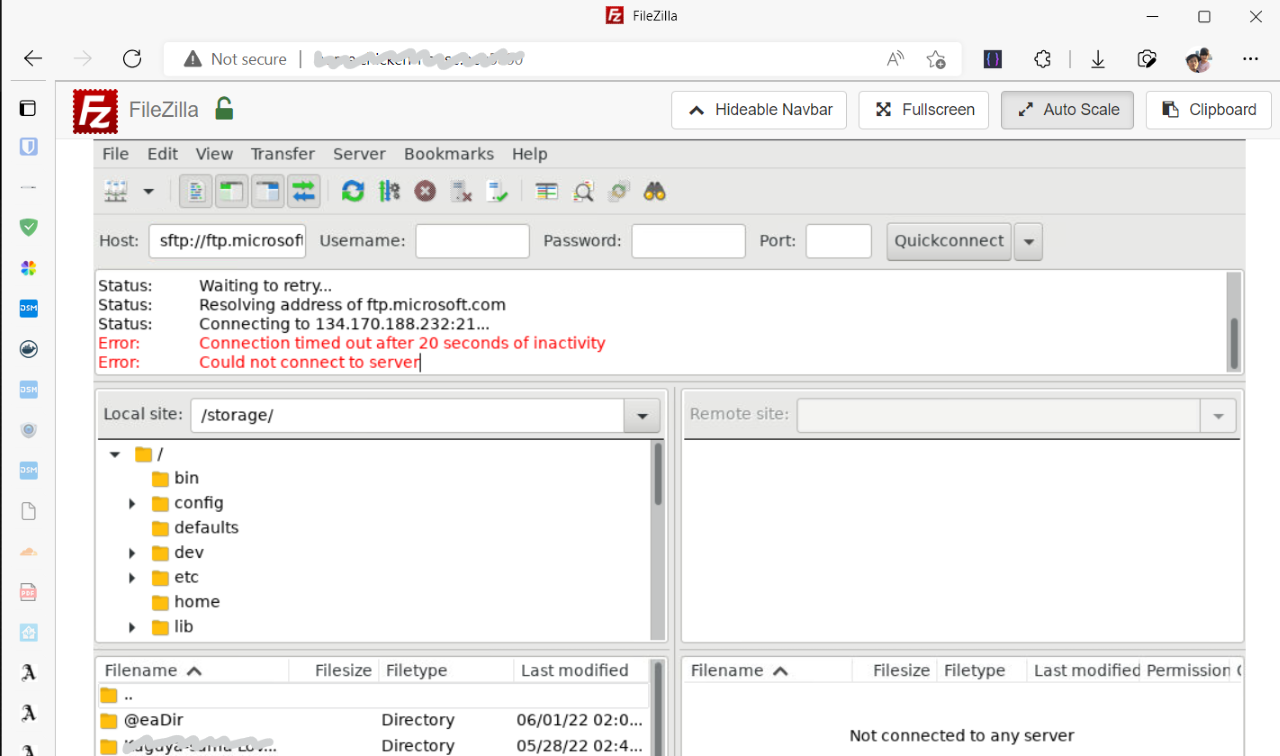 FileZilla
Not secure
FileZilla
Hideable Navbar
Fullscreen
Auto Scale
Clipboard
File Edit View Transfer Server Bookmarks Help
Host: sftp://ftp.microsoft Username: Password: Port: Quickconnect
Status: Waiting to retry...
Status: Resolving address of ftp.microsoft.com
Status: Connecting to 134.170.188.232:21...
Error: Connection timed out after 20 seconds of inactivity
Error: Could not connect to server
Local site: /storage/
Remote site:
/
bin
config
defaults
dev
etc
home
lib
Filename Filesize Filetype Last modified
..
@eaDir Directory 06/01/22 02:0...
Directory 05/28/22 02:4...
Filename Filesize Filetype Last modified Permission
Not connected to any server
DSM
DSM
DSM
PDF